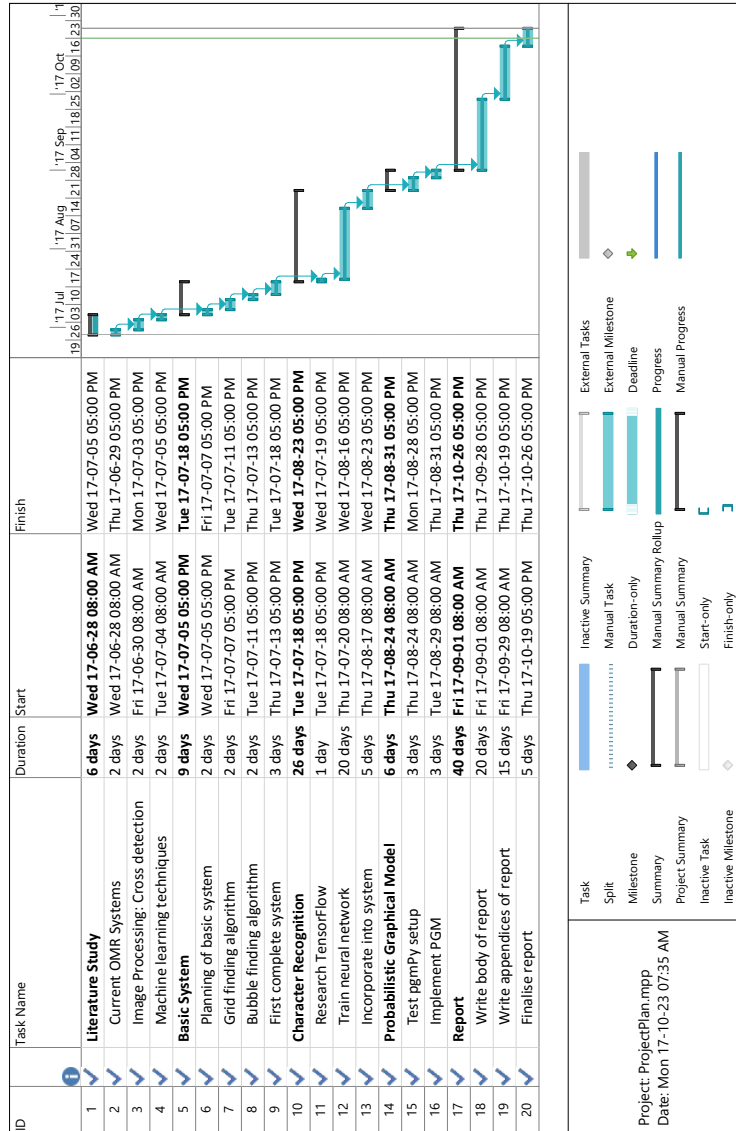 ID Task Name Duration Start Finish
'17 Jul '17 Aug '17 Sep '17 Oct '1
19 26 03 10 17 24 31 07 14 21 28 04 11 18 25 02 09 16 23 30
1 Literature Study 6 days Wed 17-06-28 08:00 AM Wed 17-07-05 05:00 PM
2 Current OMR Systems 2 days Wed 17-06-28 08:00 AM Thu 17-06-29 05:00 PM
3 Image Processing: Cross detection 2 days Fri 17-06-30 08:00 AM Mon 17-07-03 05:00 PM
4 Machine learning techniques 2 days Tue 17-07-04 08:00 AM Wed 17-07-05 05:00 PM
5 Basic System 9 days Wed 17-07-05 05:00 PM Tue 17-07-18 05:00 PM
6 Planning of basic system 2 days Wed 17-07-05 05:00 PM Fri 17-07-07 05:00 PM
7 Grid finding algorithm 2 days Fri 17-07-07 05:00 PM Tue 17-07-11 05:00 PM
8 Bubble finding algorithm 2 days Tue 17-07-11 05:00 PM Thu 17-07-13 05:00 PM
9 First complete system 3 days Thu 17-07-13 05:00 PM Tue 17-07-18 05:00 PM
10 Character Recognition 26 days Tue 17-07-18 05:00 PM Wed 17-08-23 05:00 PM
11 Research TensorFlow 1 day Tue 17-07-18 05:00 PM Wed 17-07-19 05:00 PM
12 Train neural network 20 days Thu 17-07-20 08:00 AM Wed 17-08-16 05:00 PM
13 Incorporate into system 5 days Thu 17-08-17 08:00 AM Wed 17-08-23 05:00 PM
14 Probabilistic Graphical Model 6 days Thu 17-08-24 08:00 AM Thu 17-08-31 05:00 PM
15 Test pgmPy setup 3 days Thu 17-08-24 08:00 AM Mon 17-08-28 05:00 PM
16 Implement PGM 3 days Tue 17-08-29 08:00 AM Thu 17-08-31 05:00 PM
17 Report 40 days Fri 17-09-01 08:00 AM Thu 17-10-26 05:00 PM
18 Write body of report 20 days Fri 17-09-01 08:00 AM Thu 17-09-28 05:00 PM
19 Write appendices of report 15 days Fri 17-09-29 08:00 AM Thu 17-10-19 05:00 PM
20 Finalise report 5 days Thu 17-10-19 05:00 PM Thu 17-10-26 05:00 PM
Project: ProjectPlan.mpp
Date: Mon 17-10-23 07:35 AM
Task Inactive Summary External Tasks
Split Manual Task External Milestone
Milestone Duration-only Deadline
Summary Manual Summary Rollup Progress
Project Summary Manual Summary Manual Progress
Inactive Task Start-only
Inactive Milestone Finish-only